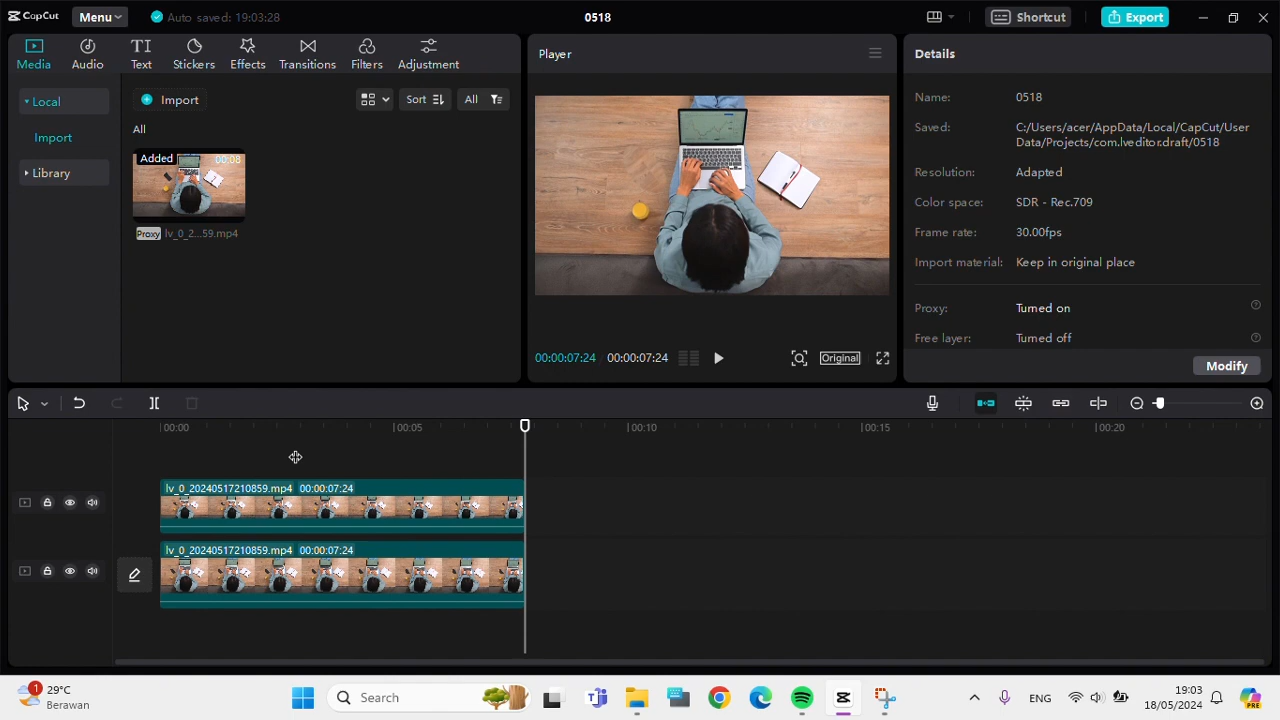 CapCut Menu Auto saved: 19:03:28 0518 Shortcut Export
Media Audio Text Stickers Effects Transitions Filters Adjustment
Local
Import
Library
Import Sort All
All
Added 00:08
Proxy lv_0_2...59.mp4
Player
00:00:07:24 00:00:07:24 Original
Details
Name: 0518
Saved: C:/Users/acer/AppData/Local/CapCut/User
Data/Projects/com.lveditor.draft/0518
Resolution: Adapted
Color space: SDR - Rec.709
Frame rate: 30.00fps
Import material: Keep in original place
Proxy: Turned on
Free layer: Turned off
Modify
00:00 00:05 00:10 00:15 00:20
lv_0_20240517210859.mp4 00:00:07:24
lv_0_20240517210859.mp4 00:00:07:24
1 29°C
Berawan
Search
ENG
19:03
18/05/2024
PRE